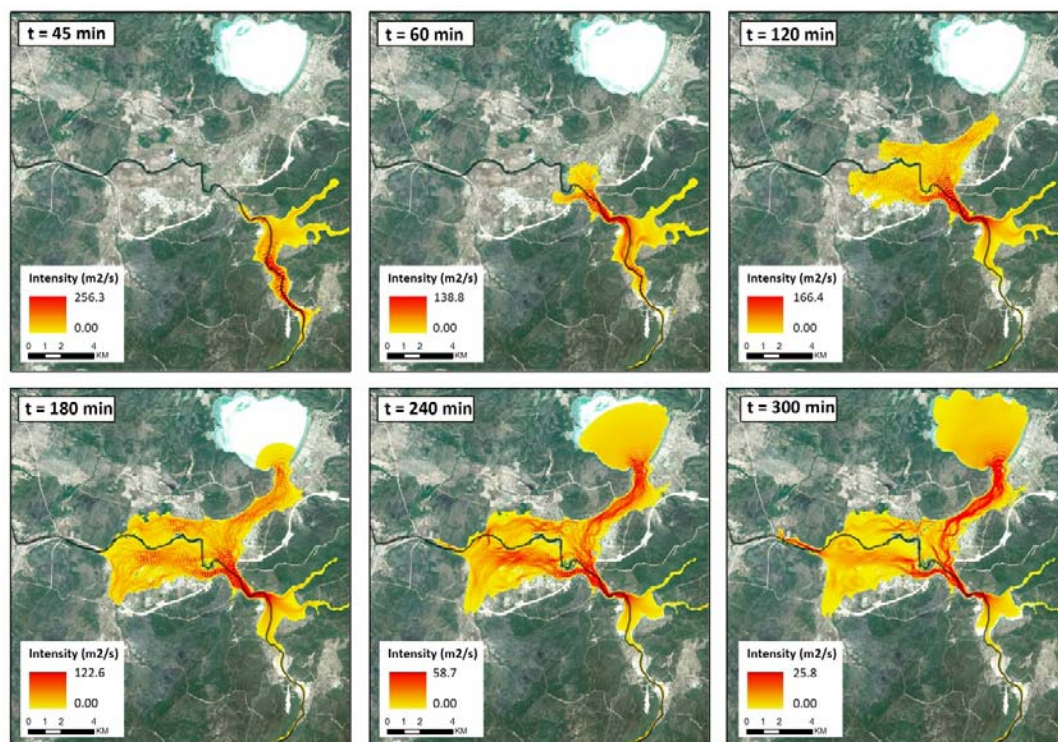 t = 45 min
Intensity (m2/s)
256.3
0.00
0 1 2 4
KM
t = 60 min
Intensity (m2/s)
138.8
0.00
0 1 2 4
KM
t = 120 min
Intensity (m2/s)
166.4
0.00
0 1 2 4
KM
t = 180 min
Intensity (m2/s)
122.6
0.00
0 1 2 4
KM
t = 240 min
Intensity (m2/s)
58.7
0.00
0 1 2 4
KM
t = 300 min
Intensity (m2/s)
25.8
0.00
0 1 2 4
KM